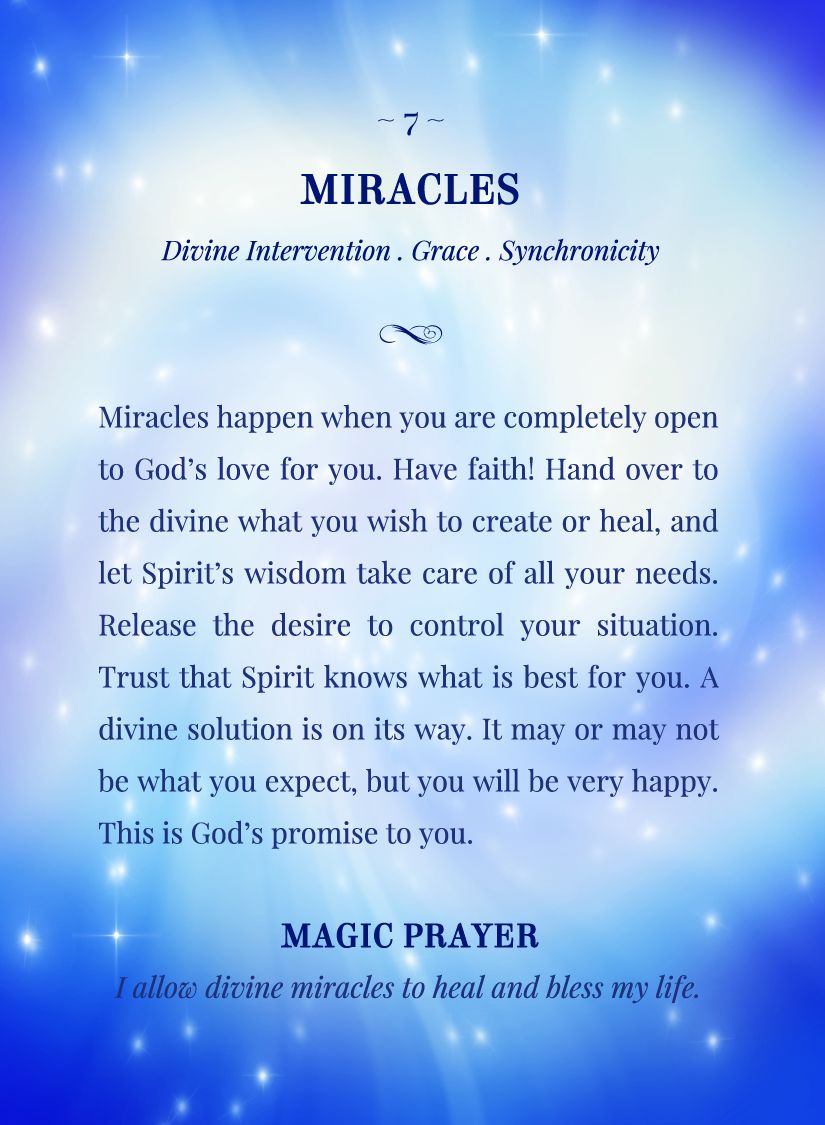 ~ 7 ~
MIRACLES
Divine Intervention . Grace . Synchronicity
Miracles happen when you are completely open
to God’s love for you. Have faith! Hand over to
the divine what you wish to create or heal, and
let Spirit’s wisdom take care of all your needs.
Release the desire to control your situation.
Trust that Spirit knows what is best for you. A
divine solution is on its way. It may or may not
be what you expect, but you will be very happy.
This is God’s promise to you.
MAGIC PRAYER
I allow divine miracles to heal and bless my life.